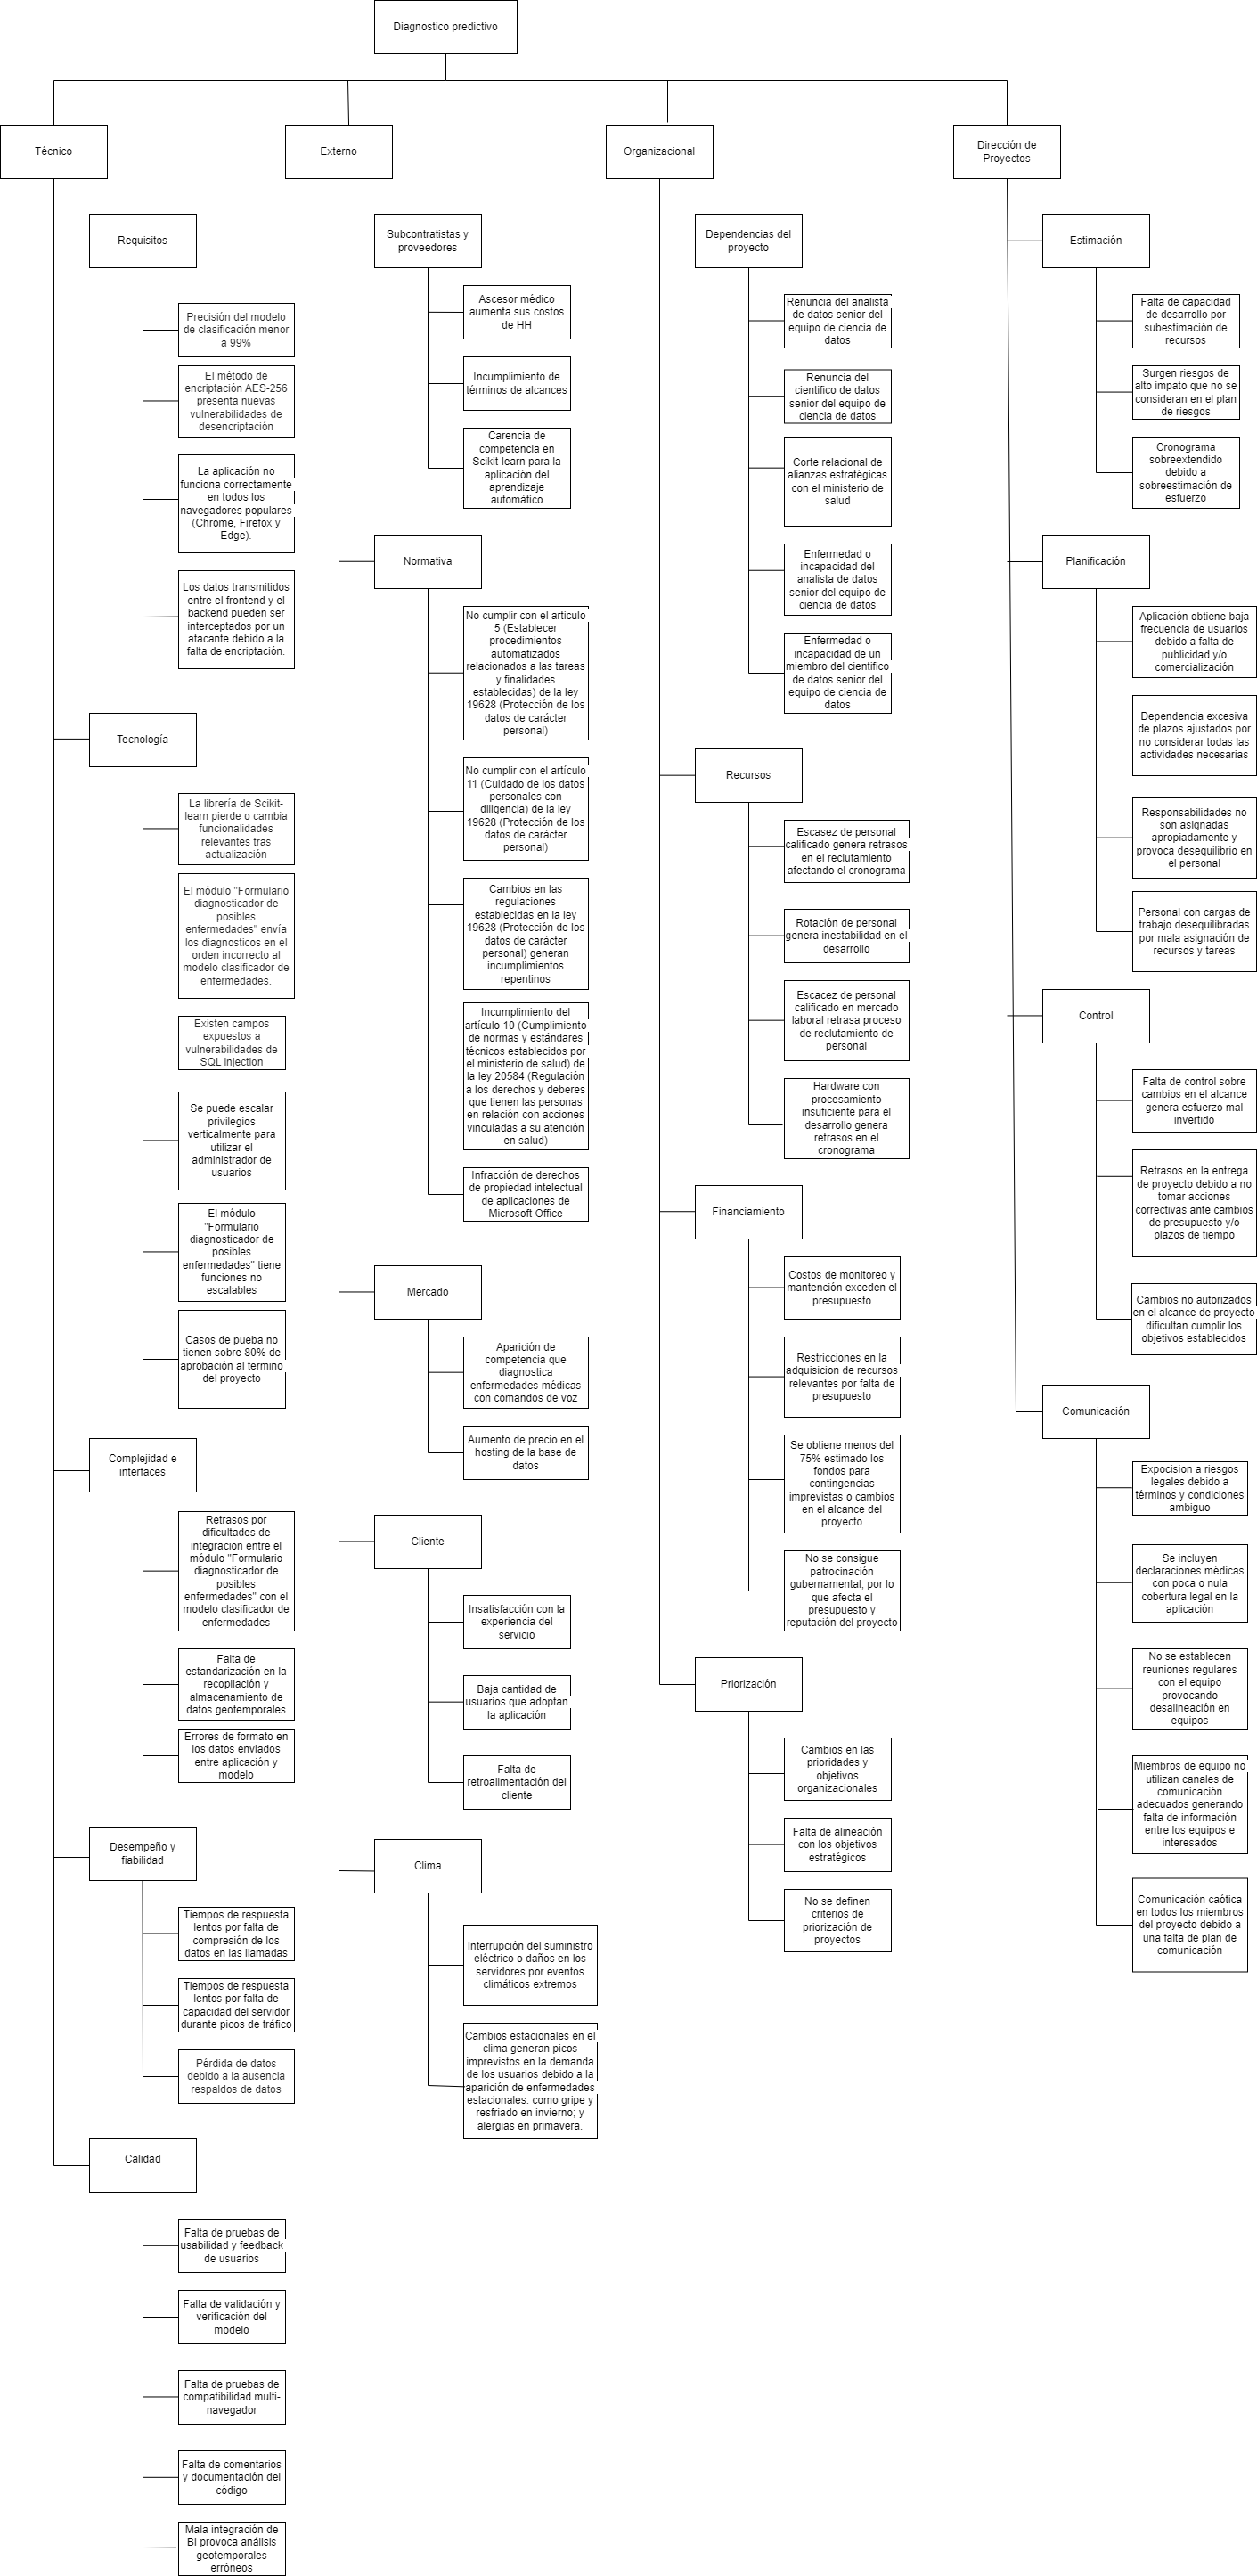 Diagnostico predictivo
Técnico
Externo
Organizacional
Dirección de
Proyectos
Requisitos
Precisión del modelo
de clasificación menor
a 99%
El método de
encriptación AES-256
presenta nuevas
vulnerabilidades de
desencriptación
La aplicación no
funciona correctamente
en todos los
navegadores populares
(Chrome, Firefox y
Edge).
Los datos transmitidos
entre el frontend y el
backend pueden ser
interceptados por un
atacante debido a la
falta de encriptación.
Tecnología
La librería de Scikit-
learn pierde o cambia
funcionalidades
relevantes tras
actualización
El módulo "Formulario
diagnosticador de
posibles
enfermedades" envía
los diagnosticos en el
orden incorrecto al
modelo clasificador de
enfermedades.
Existen campos
expuestos a
vulnerabilidades de
SQL injection
Se puede escalar
privilegios
verticalmente para
utilizar el
administrador de
usuarios
El módulo
"Formulario
diagnosticador de
posibles
enfermedades" tiene
funciones no
escalables
Casos de pueba no
tienen sobre 80% de
aprobación al termino
del proyecto
Complejidad e
interfaces
Retrasos por
dificultades de
integracion entre el
módulo "Formulario
diagnosticador de
posibles
enfermedades" con el
modelo clasificador de
enfermedades
Falta de
estandarización en la
recopilación y
almacenamiento de
datos geotemporales
Errores de formato en
los datos enviados
entre aplicación y
modelo
Desempeño y
fiabilidad
Tiempos de respuesta
lentos por falta de
compresión de los
datos en las llamadas
Tiempos de respuesta
lentos por falta de
capacidad del servidor
durante picos de tráfico
Pérdida de datos
debido a la ausencia
respaldos de datos
Calidad
Falta de pruebas de
usabilidad y feedback
de usuarios
Falta de validación y
verificación del
modelo
Falta de pruebas de
compatibilidad multi-
navegador
Falta de comentarios
y documentación del
código
Mala integración de
BI provoca análisis
geotemporales
erróneos
Subcontratistas y
proveedores
Ascesor médico
aumenta sus costos
de HH
Incumplimiento de
términos de alcances
Carencia de
competencia en
Scikit-learn para la
aplicación del
aprendizaje
automático
Normativa
No cumplir con el articulo
5 (Establecer
procedimientos
automatizados
relacionados a las tareas
y finalidades
establecidas) de la ley
19628 (Protección de los
datos de carácter
personal)
No cumplir con el artículo
11 (Cuidado de los datos
personales con
diligencia) de la ley
19628 (Protección de los
datos de carácter
personal)
Cambios en las
regulaciones
establecidas en la ley
19628 (Protección de los
datos de carácter
personal) generan
incumplimientos
repentinos
Incumplimiento del
artículo 10 (Cumplimiento
de normas y estándares
técnicos establecidos por
el ministerio de salud) de
la ley 20584 (Regulación
a los derechos y deberes
que tienen las personas
en relación con acciones
vinculadas a su atención
en salud)
Infracción de derechos
de propiedad intelectual
de aplicaciones de
Microsoft Office
Mercado
Aparición de
competencia que
diagnostica
enfermedades médicas
con comandos de voz
Aumento de precio en el
hosting de la base de
datos
Cliente
Insatisfacción con la
experiencia del
servicio
Baja cantidad de
usuarios que adoptan
la aplicación
Falta de
retroalimentación del
cliente
Clima
Interrupción del suministro
eléctrico o daños en los
servidores por eventos
climáticos extremos
Cambios estacionales en el
clima generan picos
imprevistos en la demanda
de los usuarios debido a la
aparición de enfermedades
estacionales: como gripe y
resfriado en invierno; y
alergias en primavera.
Dependencias del
proyecto
Renuncia del analista
de datos senior del
equipo de ciencia de
datos
Renuncia del
cientifico de datos
senior del equipo de
ciencia de datos
Corte relacional de
alianzas estratégicas
con el ministerio de
salud
Enfermedad o
incapacidad del
analista de datos
senior del equipo de
ciencia de datos
Enfermedad o
incapacidad de un
miembro del cientifico
de datos senior del
equipo de ciencia de
datos
Recursos
Escasez de personal
calificado genera retrasos
en el reclutamiento
afectando el cronograma
Rotación de personal
genera inestabilidad en el
desarrollo
Escacez de personal
calificado en mercado
laboral retrasa proceso
de reclutamiento de
personal
Hardware con
procesamiento
insuficiente para el
desarrollo genera
retrasos en el
cronograma
Financiamiento
Costos de monitoreo y
mantención exceden el
presupuesto
Restricciones en la
adquisicion de recursos
relevantes por falta de
presupuesto
Se obtiene menos del
75% estimado los
fondos para
contingencias
imprevistas o cambios
en el alcance del
proyecto
No se consigue
patrocinación
gubernamental, por lo
que afecta el
presupuesto y
reputación del proyecto
Priorización
Cambios en las
prioridades y
objetivos
organizacionales
Falta de alineación
con los objetivos
estratégicos
No se definen
criterios de
priorización de
proyectos
Estimación
Falta de capacidad
de desarrollo por
subestimación de
recursos
Surgen riesgos de
alto impato que no se
consideran en el plan
de riesgos
Cronograma
sobreextendido
debido a
sobreestimación de
esfuerzo
Planificación
Aplicación obtiene baja
frecuencia de usuarios
debido a falta de
publicidad y/o
comercialización
Dependencia excesiva
de plazos ajustados por
no considerar todas las
actividades necesarias
Responsabilidades no
son asignadas
apropiadamente y
provoca desequilibrio en
el personal
Personal con cargas de
trabajo desequilibradas
por mala asignación de
recursos y tareas
Control
Falta de control sobre
cambios en el alcance
genera esfuerzo mal
invertido
Retrasos en la entrega
de proyecto debido a no
tomar acciones
correctivas ante cambios
de presupuesto y/o
plazos de tiempo
Cambios no autorizados
en el alcance de proyecto
dificultan cumplir los
objetivos establecidos
Comunicación
Expocision a riesgos
legales debido a
términos y condiciones
ambiguo
Se incluyen
declaraciones médicas
con poca o nula
cobertura legal en la
aplicación
No se establecen
reuniones regulares
con el equipo
provocando
desalineación en
equipos
Miembros de equipo no
utilizan canales de
comunicación
adecuados generando
falta de información
entre los equipos e
interesados
Comunicación caótica
en todos los miembros
del proyecto debido a
una falta de plan de
comunicación